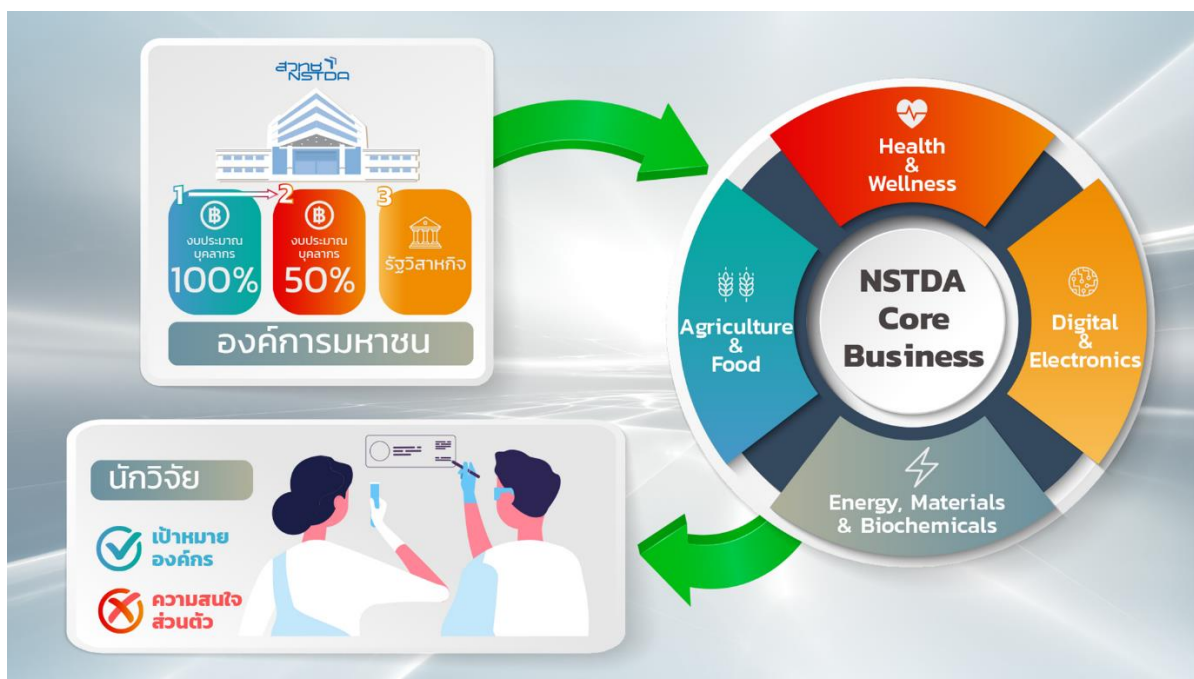 สวทช
NSTDA
1
2
3
งบประมาณ
บุคลากร
100%
งบประมาณ
บุคลากร
50%
รัฐวิสาหกิจ
องค์การมหาชน
Health
&
Wellness
Agriculture
&
Food
NSTDA
Core
Business
Digital
&
Electronics
Energy, Materials
& Biochemicals
นักวิจัย
เป้าหมาย
องค์กร
ความสนใจ
ส่วนตัว